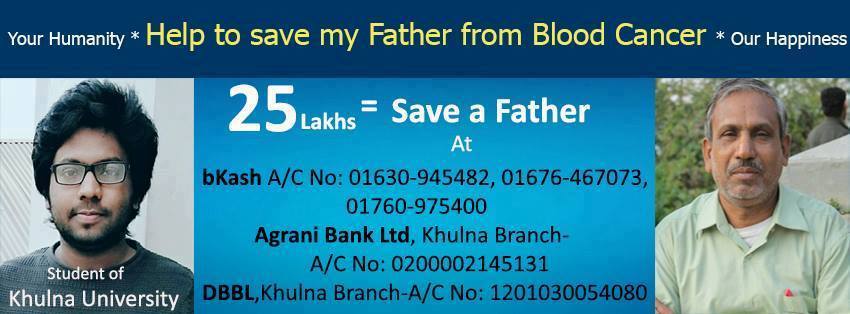 Your Humanity * Help to save my Father from Blood Cancer * Our Happiness
25 Lakhs = Save a Father
At
bKash A/C No: 01630-945482, 01676-467073,
01760-975400
Agrani Bank Ltd, Khulna Branch-
A/C No: 0200002145131
DBBL,Khulna Branch-A/C No: 1201030054080
Student of
Khulna University